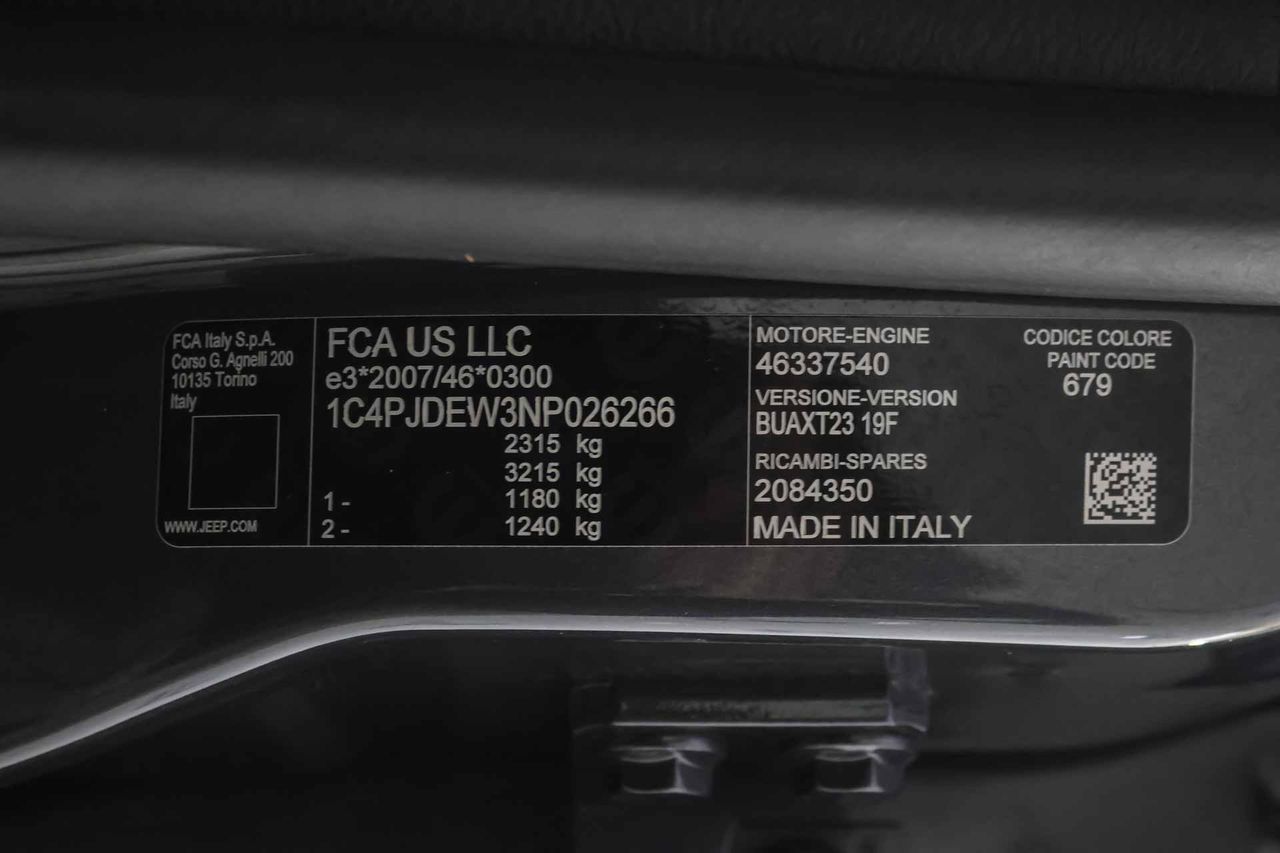 FCA Italy S.p.A.
Corso G. Agnelli 200
10135 Torino
Italy
WWW.JEEP.COM
FCA US LLC
e3*2007/46*0300
1C4PJDEW3NP026266
2315 kg
3215 kg
1 - 1180 kg
2 - 1240 kg
MOTORE-ENGINE
46337540
VERSIONE-VERSION
BUAXT23 19F
RICAMBI-SPARES
2084350
MADE IN ITALY
CODICE COLORE
PAINT CODE
679